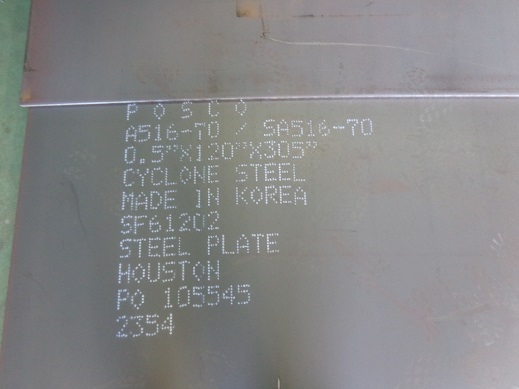 P O S C O
A516-70 / SA516-70
0.5"X120"X305"
CYCLONE STEEL
MADE IN KOREA
SF61202
STEEL PLATE
HOUSTON
PO 105545
2354